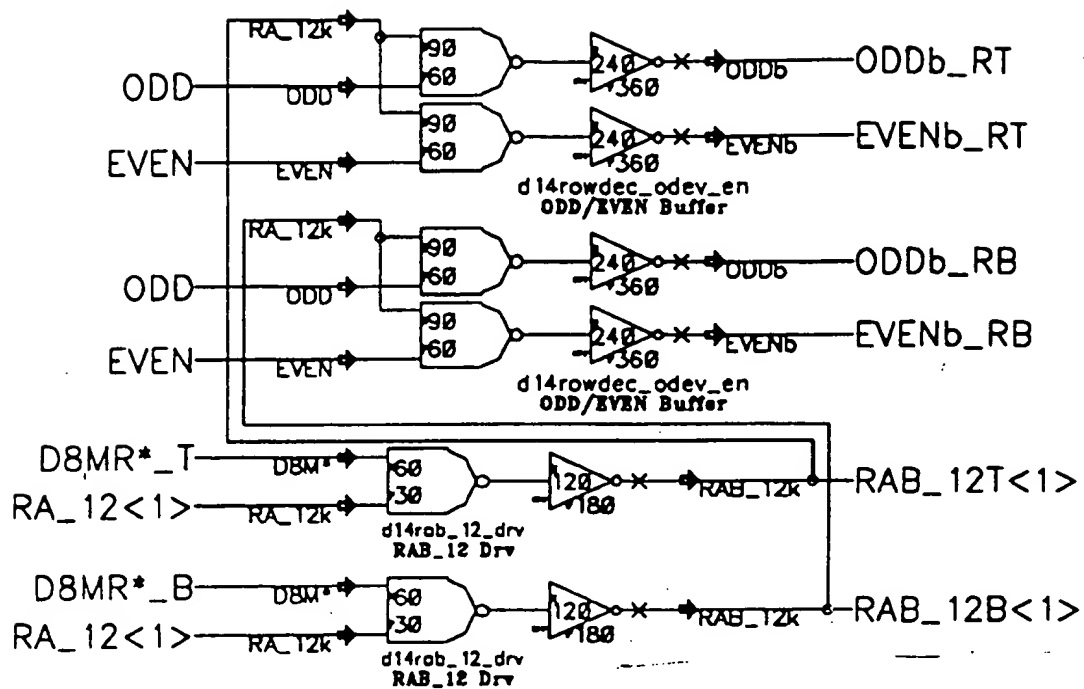 RA_12k
90
60
240
360
ODDb
ODDb_RT
ODD
ODD
90
60
240
360
EVENb
EVENb_RT
EVEN
EVEN
d14rowdec_odev_en
ODD/EVEN Buffer
RA_12k
90
60
240
360
ODDb
ODDb_RB
ODD
ODD
90
60
240
360
EVENb
EVENb_RB
EVEN
EVEN
d14rowdec_odev_en
ODD/EVEN Buffer
D8MR*_T
D8M*
60
30
120
180
RAB_12k
RAB_12T<1>
RA_12<1>
RA_12k
d14rab_12_drv
RAB_12 Drv
D8MR*_B
D8M*
60
30
120
180
RAB_12k
RAB_12B<1>
RA_12<1>
RA_12k
d14rab_12_drv
RAB_12 Drv